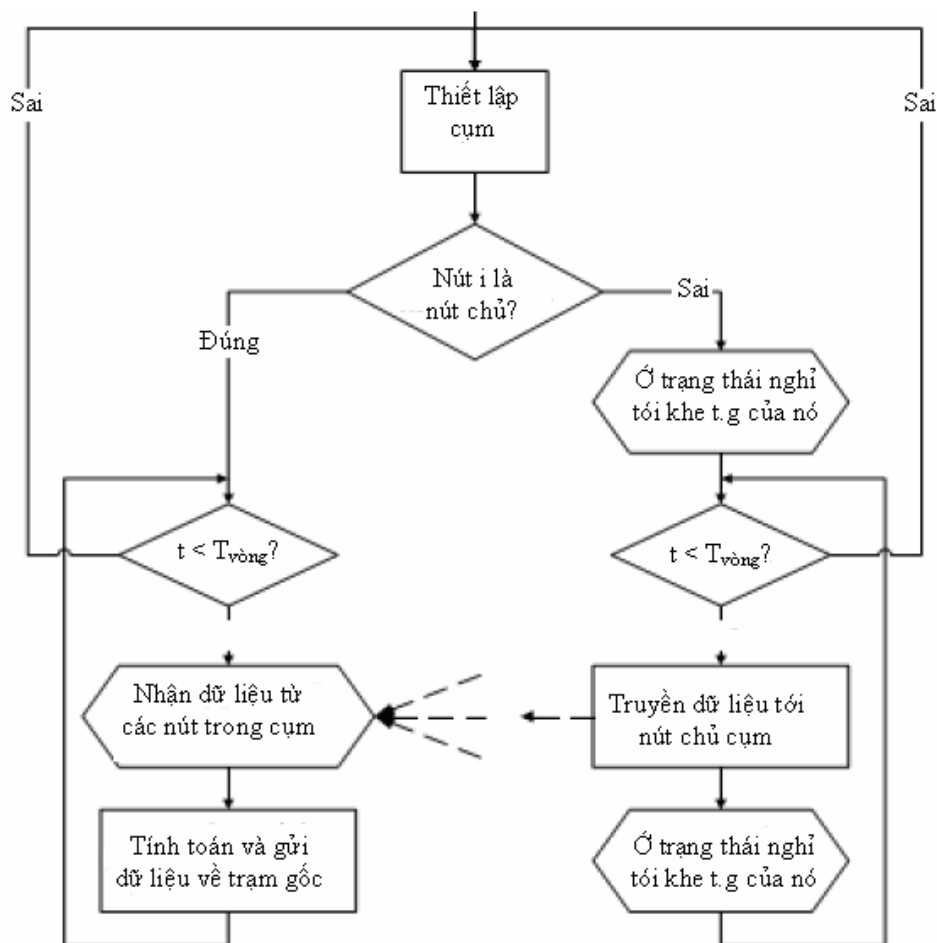 Sai
Sai
Thiết lập
cụm
Nút i là
nút chủ?
Sai
Đúng
Ở trạng thái nghỉ
tói khe t.g của nó
t < Tvòng?
t < Tvòng?
Nhận dữ liệu từ
các nút trong cụm
Truyền dữ liệu tới
nút chủ cụm
Tính toán và gửi
dữ liệu về trạm gốc
Ở trạng thái nghỉ
tói khe t.g của nó